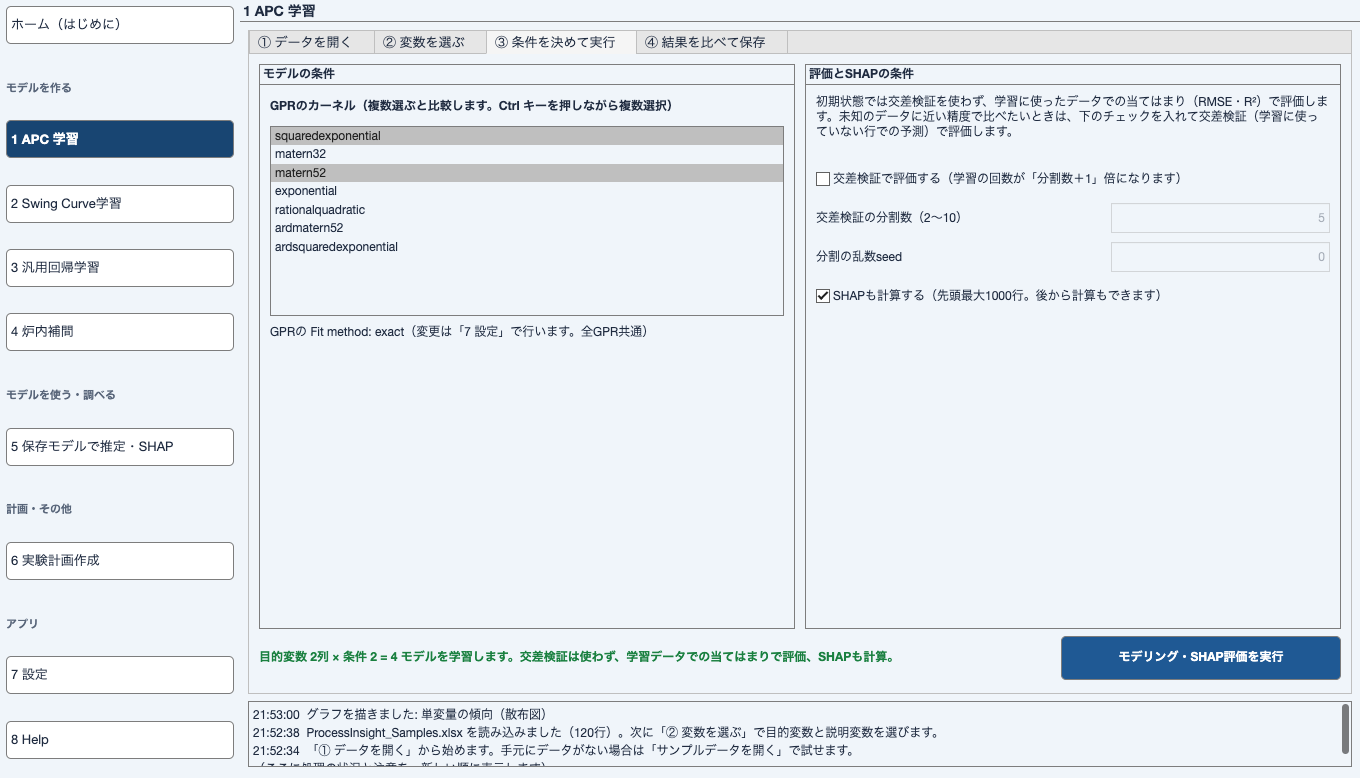 ホーム（はじめに）
モデルを作る
1 APC 学習
2 Swing Curve学習
3 汎用回帰学習
4 炉内補間
モデルを使う・調べる
5 保存モデルで推定・SHAP
計画・その他
6 実験計画作成
アプリ
7 設定
8 Help
1 APC 学習
① データを開く
② 変数を選ぶ
③ 条件を決めて実行
④ 結果を比べて保存
モデルの条件
GPRのカーネル（複数選ぶと比較します。Ctrl キーを押しながら複数選択）
squaredexponential
matern32
matern52
exponential
rationalquadratic
ardmatern52
ardsquaredexponential
GPRの Fit method: exact（変更は「7 設定」で行います。全GPR共通）
評価とSHAPの条件
初期状態では交差検証を使わず、学習に使ったデータでの当てはまり（RMSE・R²）で評価しま
す。未知のデータに近い精度で比べたいときは、下のチェックを入れて交差検証（学習に使っ
ていない行での予測）で評価します。
交差検証で評価する（学習の回数が「分割数＋1」倍になります）
交差検証の分割数（2〜10）
5
分割の乱数seed
0
SHAPも計算する（先頭最大1000行。後から計算もできます）
目的変数 2列 × 条件 2 = 4 モデルを学習します。交差検証は使わず、学習データでの当てはまりで評価、SHAPも計算。
モデリング・SHAP評価を実行
21:53:00 グラフを描きました: 単変量の傾向（散布図）
21:52:38 ProcessInsight_Samples.xlsx を読み込みました（120行）。次に「② 変数を選ぶ」で目的変数と説明変数を選びます。
21:52:34 「① データを開く」から始めます。手元にデータがない場合は「サンプルデータを開く」で試せます。